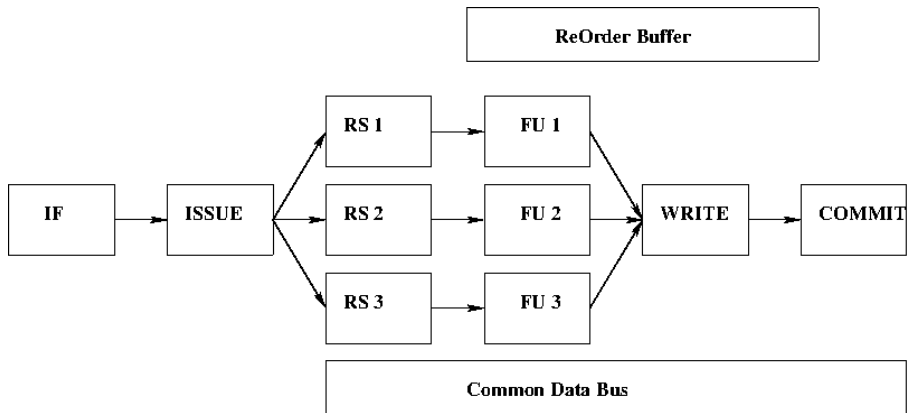 ReOrder Buffer
RS 1
FU 1
IF
ISSUE
RS 2
FU 2
WRITE
COMMIT
RS 3
FU 3
Common Data Bus